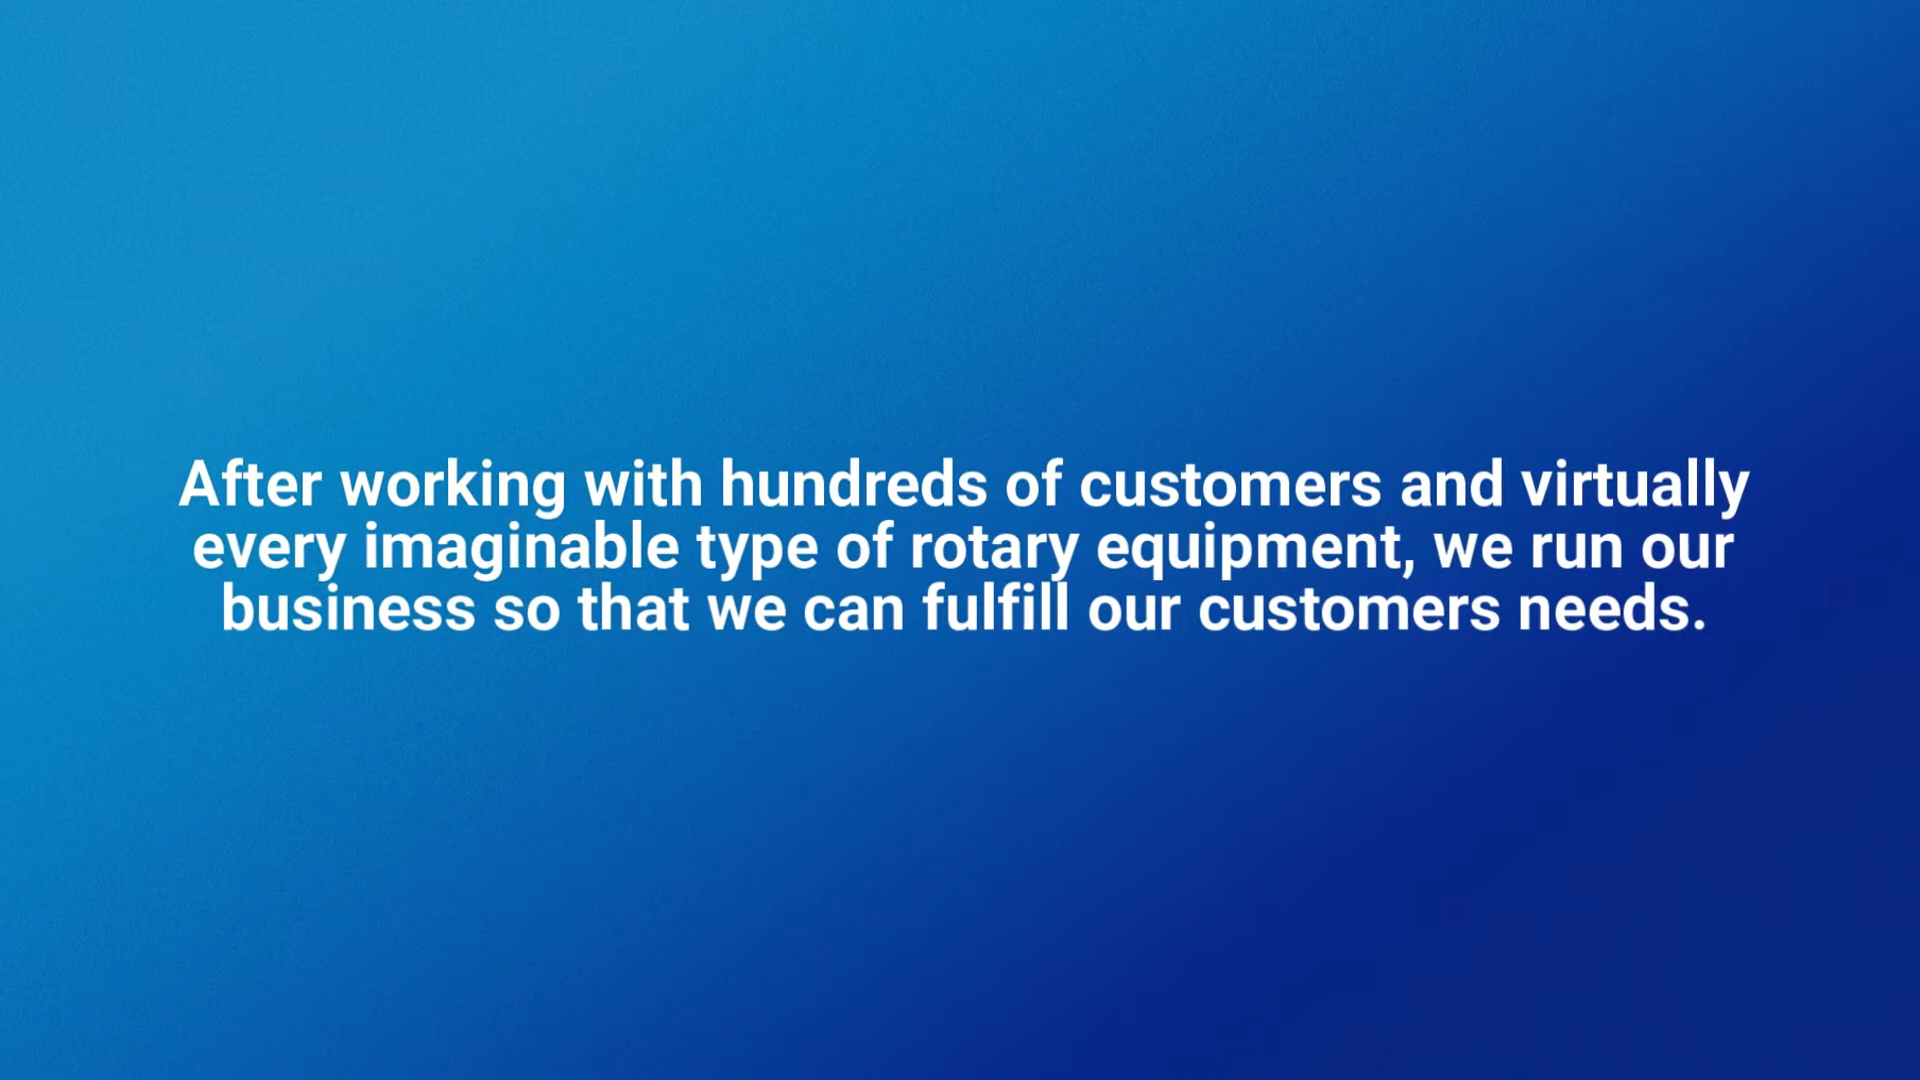 After working with hundreds of customers and virtually
every imaginable type of rotary equipment, we run our
business so that we can fulfill our customers needs.